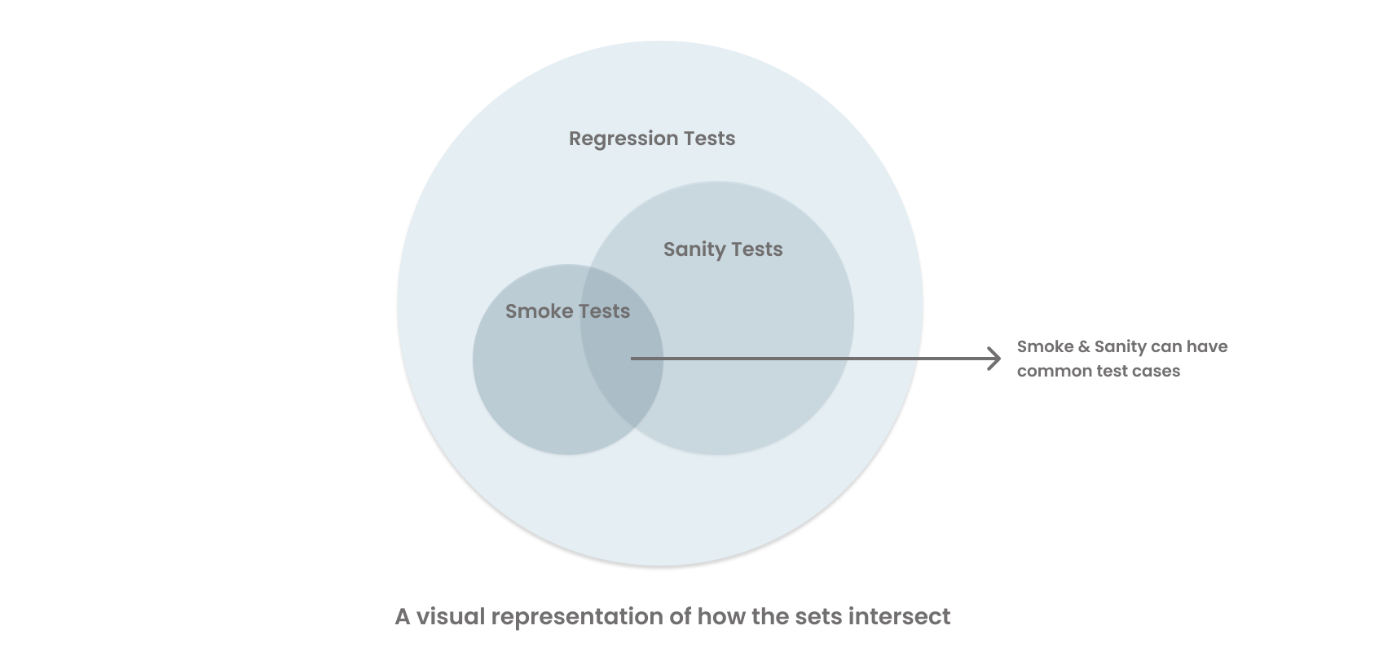 Regression Tests
Sanity Tests
Smoke Tests
Smoke & Sanity can have
common test cases
A visual representation of how the sets intersect